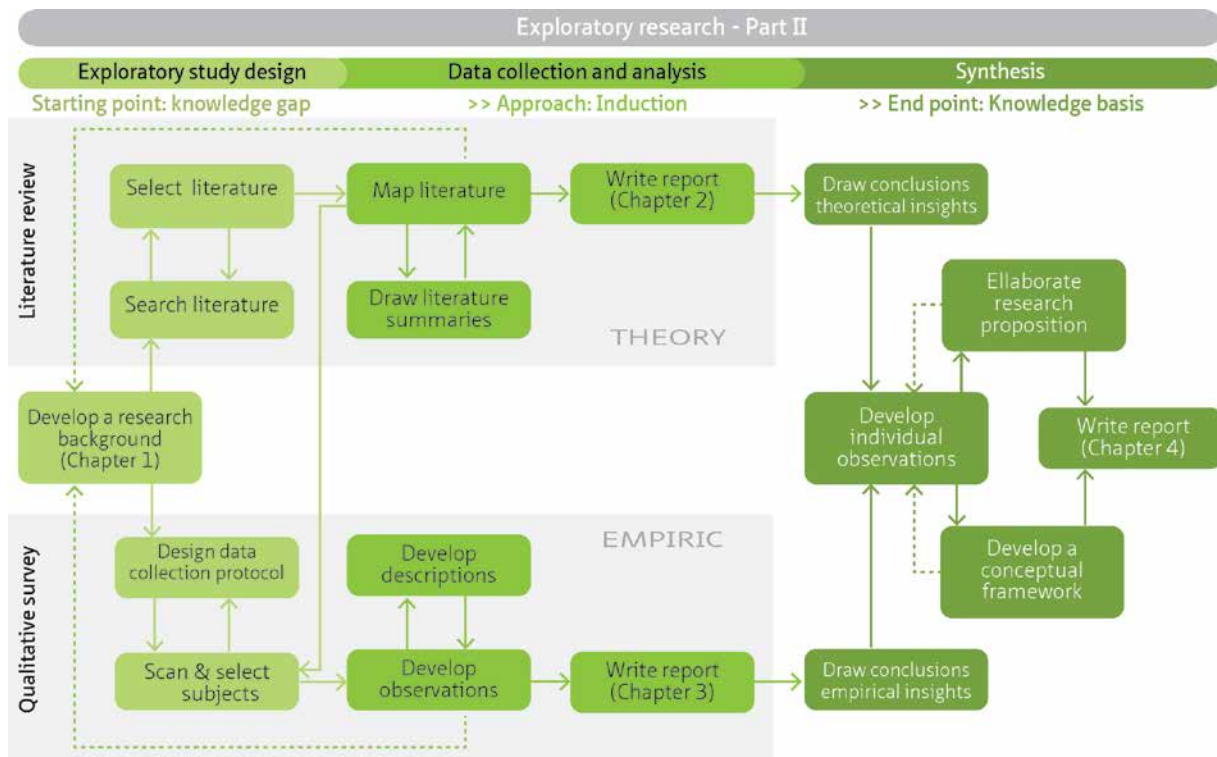 Exploratory research - Part II
Exploratory study design
Data collection and analysis
Synthesis
Starting point: knowledge gap
>> Approach: Induction
>> End point: Knowledge basis
Literature review
Select literature
Map literature
Write report
(Chapter 2)
Draw conclusions
theoretical insights
Search literature
Draw literature
summaries
THEORY
Ellaborate
research
proposition
Develop a research
background
(Chapter 1)
Develop
individual
observations
Write report
(Chapter 4)
Qualitative survey
EMPIRIC
Design data
collection protocol
Develop
descriptions
Develop a
conceptual
framework
Scan & select
subjects
Develop
observations
Write report
(Chapter 3)
Draw conclusions
empirical insights